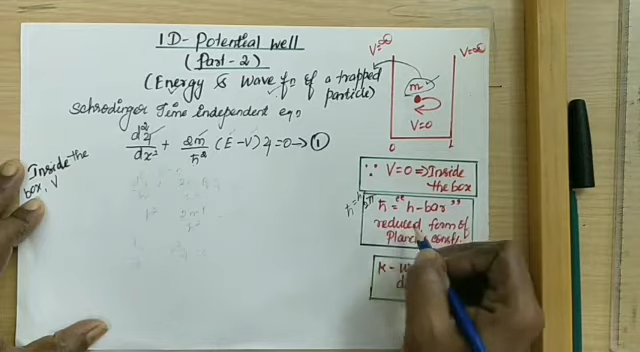 1D- Potential well
(Part-2)
(Energy & Wave fn of a trapped
particle)
Schrodinger Time independent eqn
d²ψ/dx² + 2m/ħ² (E-V)ψ=0→①
Inside the
box, V
V=∞
V=∞
m
V=0
0
L
∵ V=0 ⇒ Inside
the box
ħ = "h-bar"
reduced form of
Planck const
K -